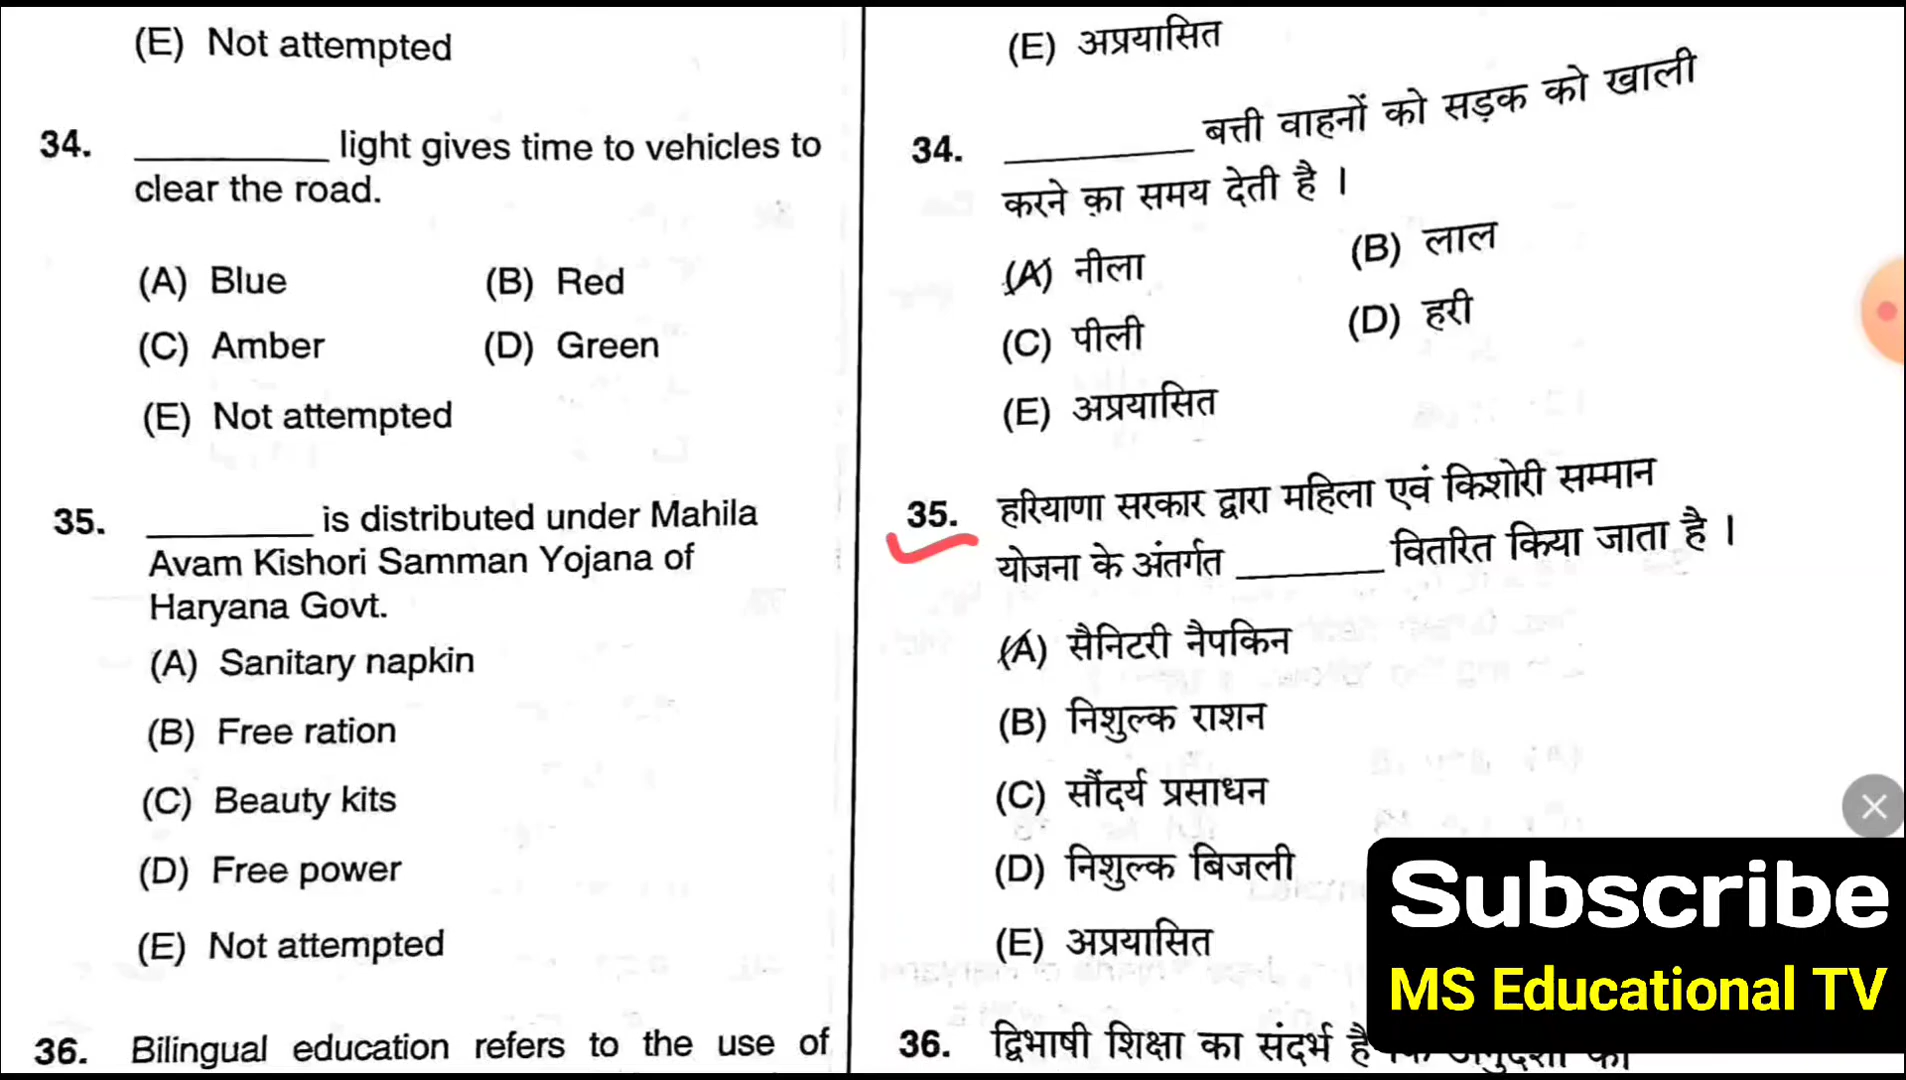 (E) Not attempted
34. __________ light gives time to vehicles to
clear the road.
(A) Blue (B) Red
(C) Amber (D) Green
(E) Not attempted
35. _________ is distributed under Mahila
Avam Kishori Samman Yojana of
Haryana Govt.
(A) Sanitary napkin
(B) Free ration
(C) Beauty kits
(D) Free power
(E) Not attempted
36. Bilingual education refers to the use of
(E) अप्रयासित
34. __________ बत्ती वाहनों को सड़क को खाली
करने का समय देती है ।
(A) नीला (B) लाल
(C) पीली (D) हरी
(E) अप्रयासित
35. हरियाणा सरकार द्वारा महिला एवं किशोरी सम्मान
योजना के अंतर्गत ________ वितरित किया जाता है ।
(A) सैनिटरी नैपकिन
(B) निशुल्क राशन
(C) सौंदर्य प्रसाधन
(D) निशुल्क बिजली
(E) अप्रयासित
36. द्विभाषी शिक्षा का संदर्भ है
Subscribe
MS Educational TV